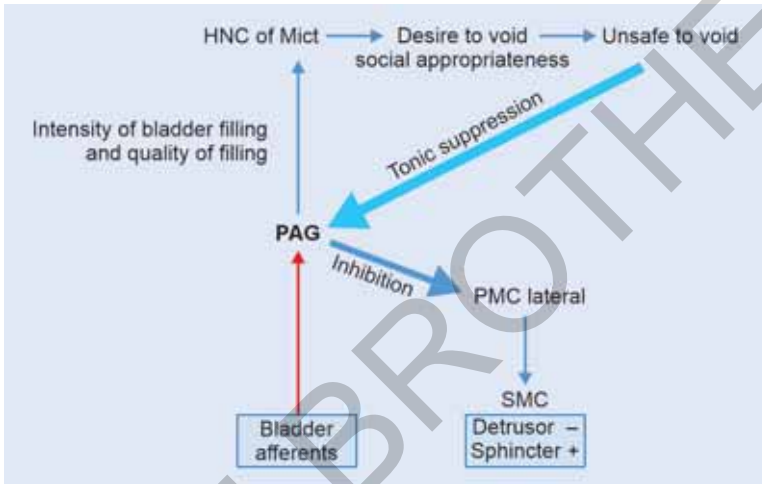 HNC of Mict
Desire to void
social appropriateness
Unsafe to void
Intensity of bladder filling
and quality of filling
Tonic suppression
PAG
Inhibition
PMC lateral
SMC
Bladder
afferents
Detrusor –
Sphincter +
BROTHE